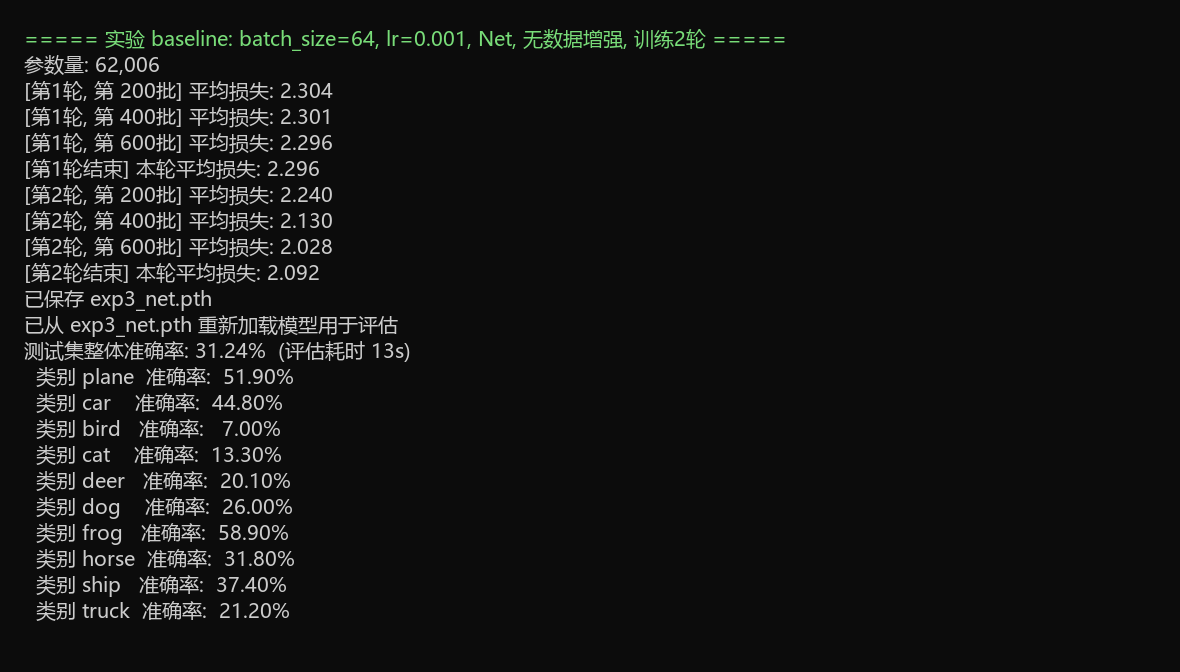 ===== 实验 baseline: batch_size=64, lr=0.001, Net, 无数据增强, 训练2轮 =====
参数量: 62,006
[第1轮, 第 200批] 平均损失: 2.304
[第1轮, 第 400批] 平均损失: 2.301
[第1轮, 第 600批] 平均损失: 2.296
[第1轮结束] 本轮平均损失: 2.296
[第2轮, 第 200批] 平均损失: 2.240
[第2轮, 第 400批] 平均损失: 2.130
[第2轮, 第 600批] 平均损失: 2.028
[第2轮结束] 本轮平均损失: 2.092
已保存 exp3_net.pth
已从 exp3_net.pth 重新加载模型用于评估
测试集整体准确率: 31.24%  (评估耗时 13s)
类别 plane 准确率: 51.90%
类别 car 准确率: 44.80%
类别 bird 准确率: 7.00%
类别 cat 准确率: 13.30%
类别 deer 准确率: 20.10%
类别 dog 准确率: 26.00%
类别 frog 准确率: 58.90%
类别 horse 准确率: 31.80%
类别 ship 准确率: 37.40%
类别 truck 准确率: 21.20%